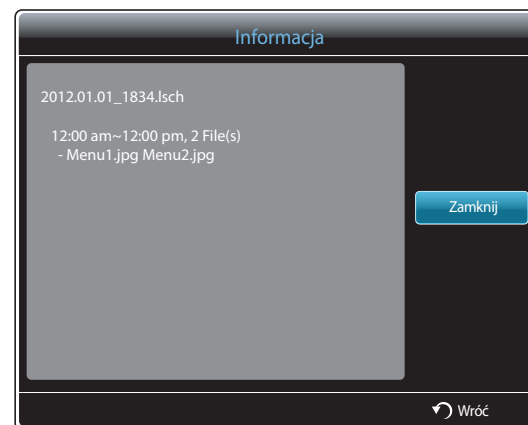 Informacja
2012.01.01_1834.lsch
12:00 am~12:00 pm, 2 File(s)
- Menu1.jpg Menu2.jpg
Zamknij
Wróć